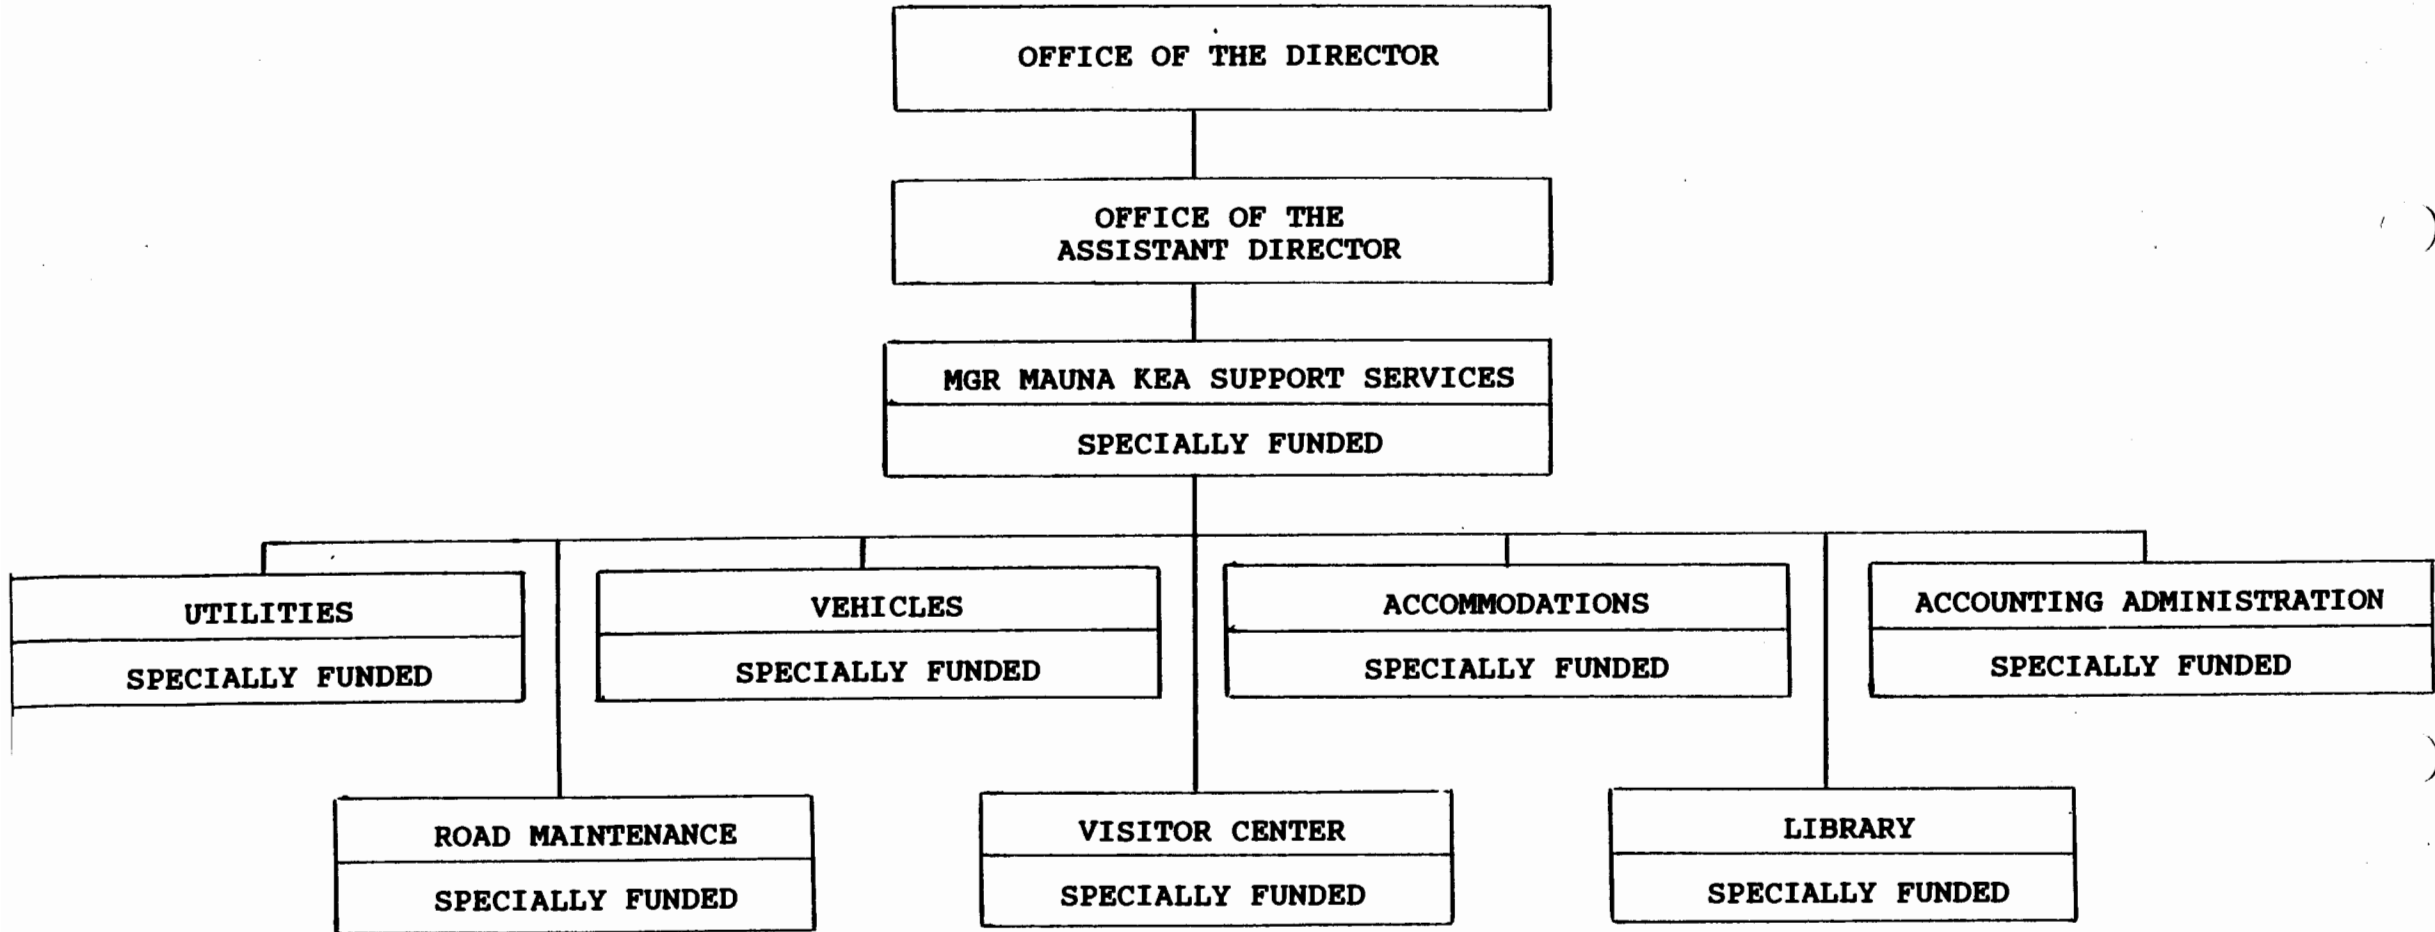 OFFICE OF THE DIRECTOR
OFFICE OF THE
ASSISTANT DIRECTOR
MGR MAUNA KEA SUPPORT SERVICES
SPECIALLY FUNDED
UTILITIES
SPECIALLY FUNDED
VEHICLES
SPECIALLY FUNDED
ACCOMMODATIONS
SPECIALLY FUNDED
ACCOUNTING ADMINISTRATION
SPECIALLY FUNDED
ROAD MAINTENANCE
SPECIALLY FUNDED
VISITOR CENTER
SPECIALLY FUNDED
LIBRARY
SPECIALLY FUNDED